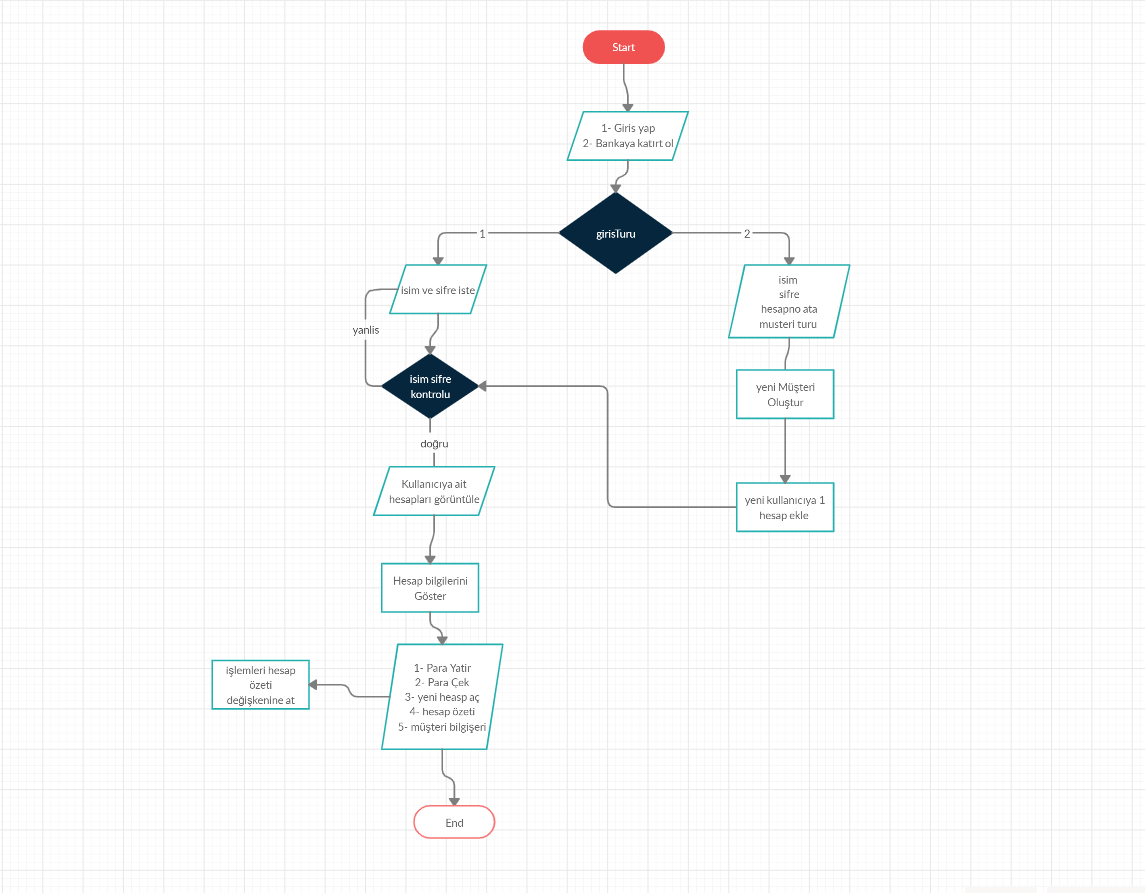 Start
1- Giris yap
2- Bankaya katırt ol
girisTuru
1
2
isim ve sifre iste
isim
sifre
hesapno ata
musteri turu
yanlis
isim sifre
kontrolu
yeni Müşteri
Oluştur
doğru
Kullanıcıya ait
hesapları görüntüle
yeni kullanıcıya 1
hesap ekle
Hesap bilgilerini
Göster
işlemleri hesap
özeti
değişkenine at
1- Para Yatir
2- Para Çek
3- yeni heasp aç
4- hesap özeti
5- müşteri bilgişeri
End